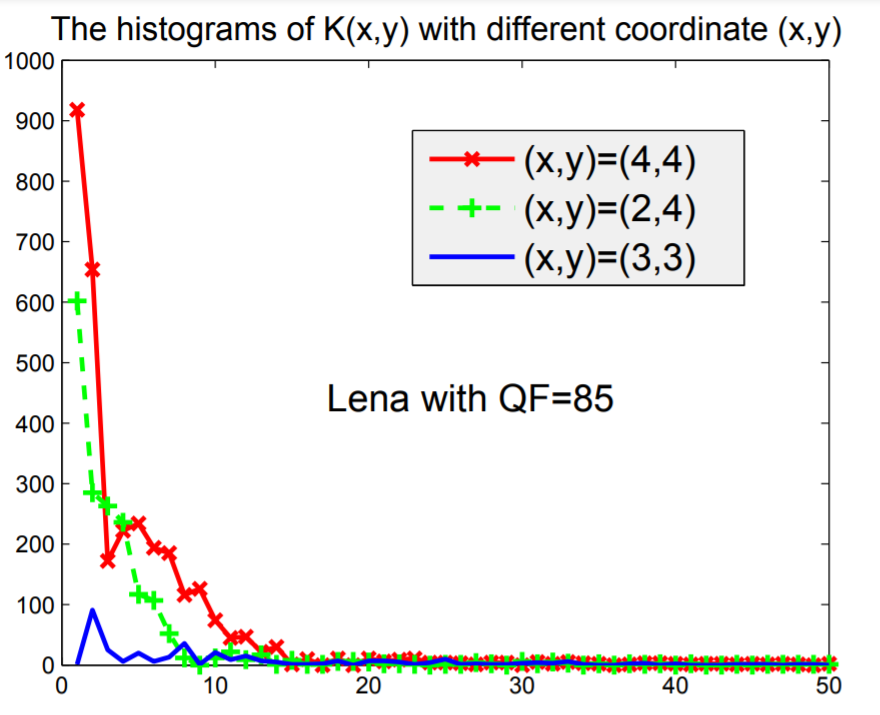 The histograms of K(x,y) with different coordinate (x,y)
1000
900
800
700
600
500
400
300
200
100
0
(x,y)=(4,4)
(x,y)=(2,4)
(x,y)=(3,3)
Lena with QF=85
0 10 20 30 40 50